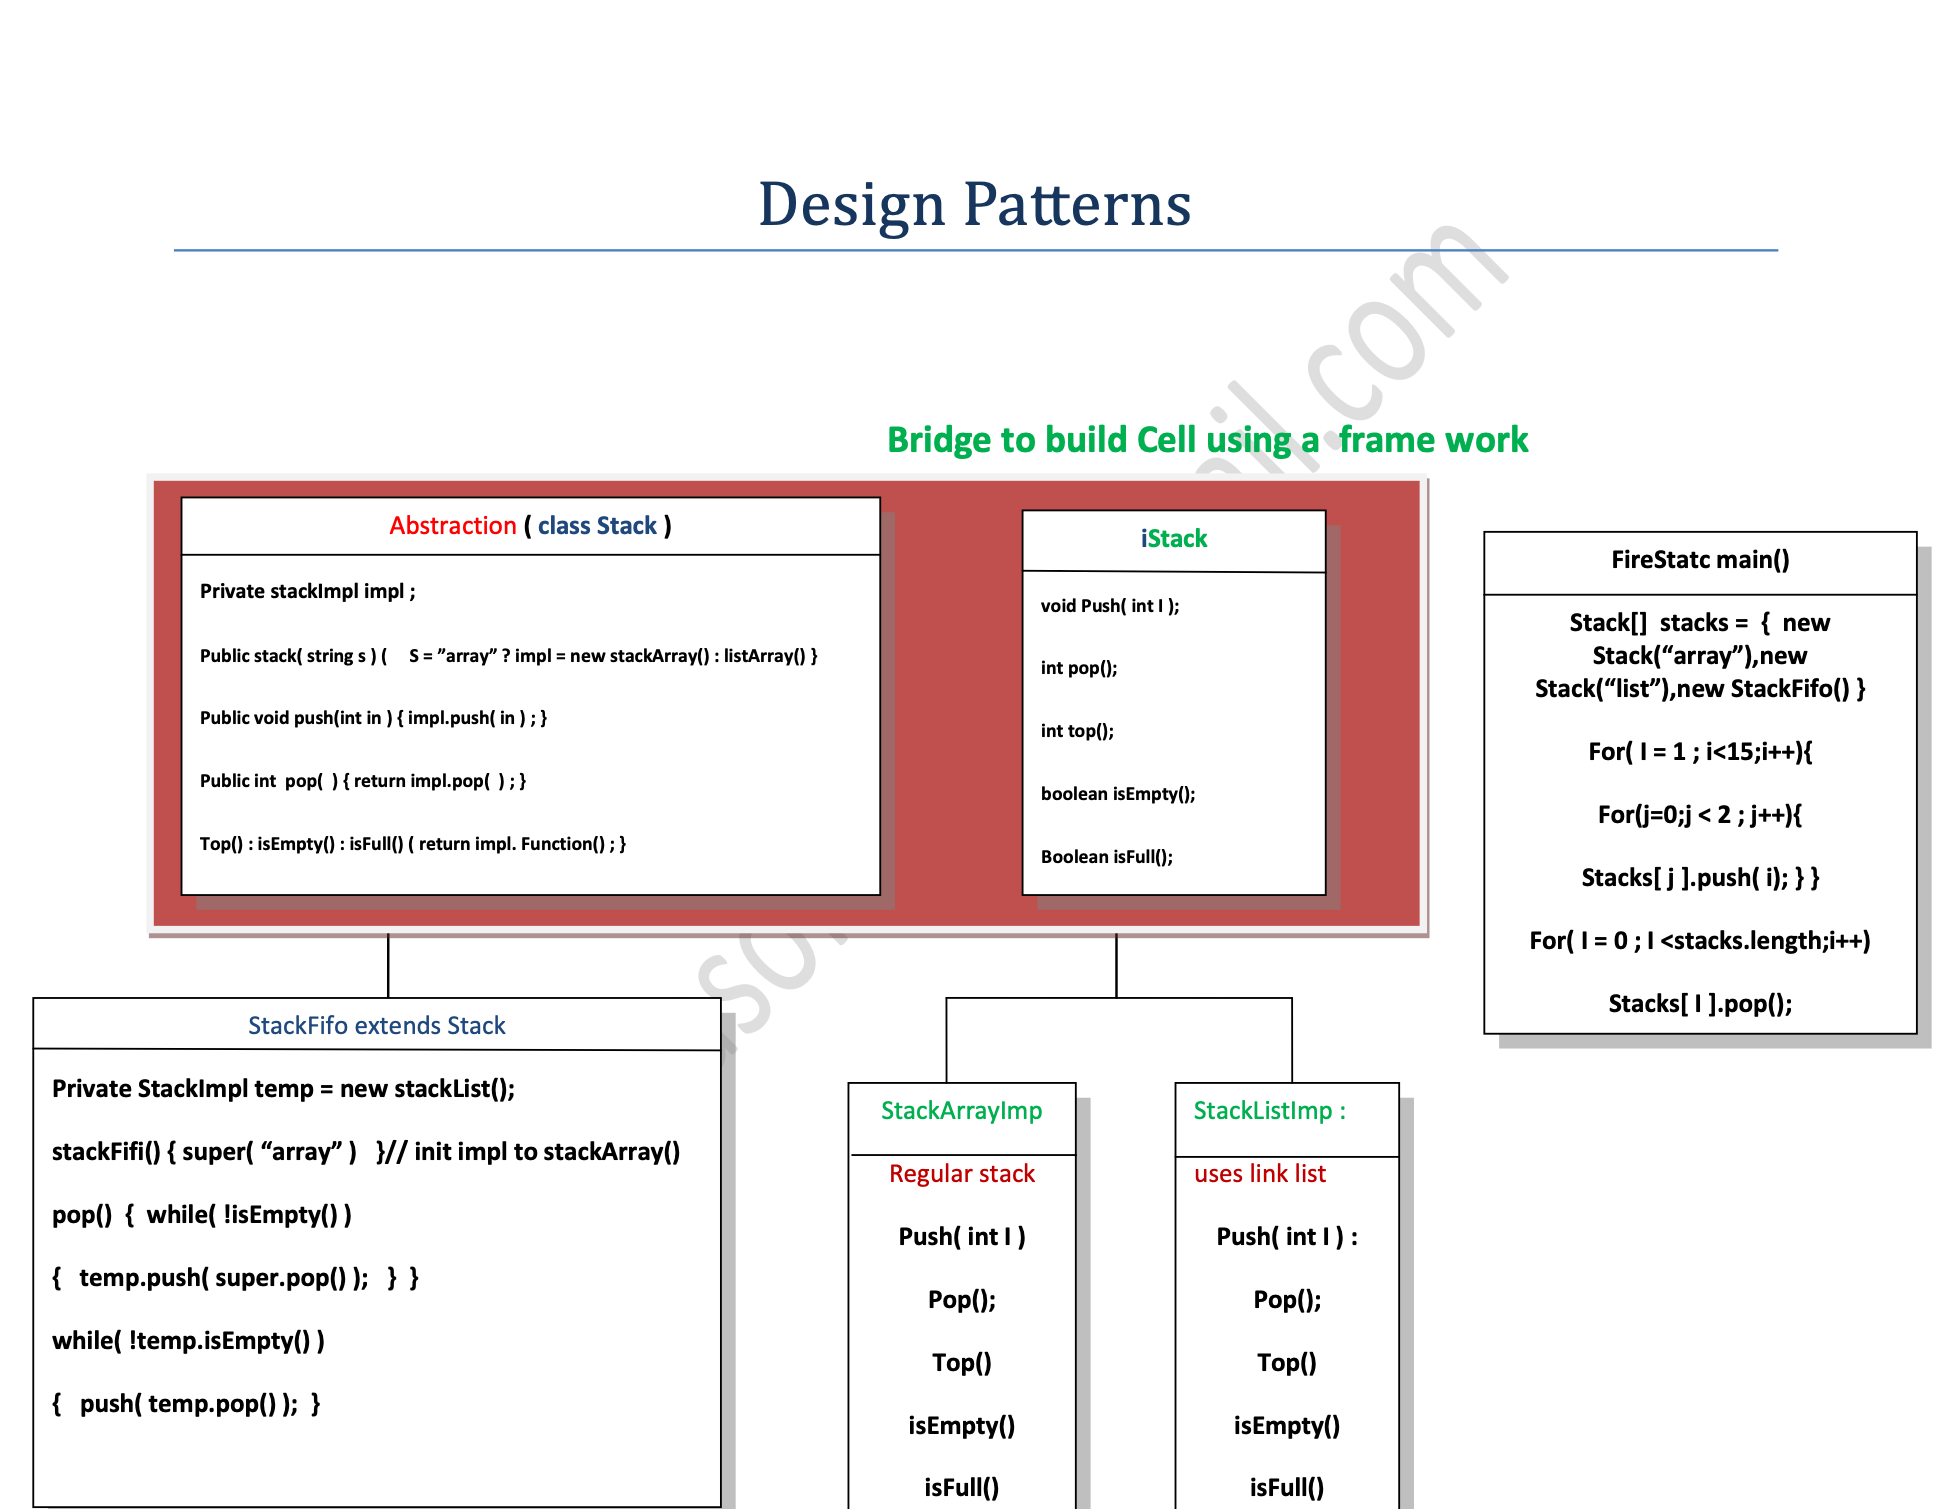 Design Patterns
Bridge to build Cell using a frame work
Abstraction ( class Stack )
Private stackImpl impl ;
Public stack( string s ) ( S = ”array” ? impl = new stackArray() : listArray() }
Public void push(int in ) { impl.push( in ) ; }
Public int pop( ) { return impl.pop( ) ; }
Top() : isEmpty() : isFull() ( return impl. Function() ; }
iStack
void Push( int I );
int pop();
int top();
boolean isEmpty();
Boolean isFull();
FireStatc main()
Stack[] stacks = { new
Stack(“array”),new
Stack(“list”),new StackFifo() }
For( I = 1 ; i<15;i++){
For(j=0;j < 2 ; j++){
Stacks[ j ].push( i); } }
For( I = 0 ; I <stacks.length;i++)
Stacks[ I ].pop();
StackFifo extends Stack
Private StackImpl temp = new stackList();
stackFifi() { super( “array” ) }// init impl to stackArray()
pop() { while( !isEmpty() )
{ temp.push( super.pop() ); } }
while( !temp.isEmpty() )
{ push( temp.pop() ); }
StackArrayImp
Regular stack
Push( int I )
Pop();
Top()
isEmpty()
isFull()
StackListImp :
uses link list
Push( int I ) :
Pop();
Top()
isEmpty()
isFull()